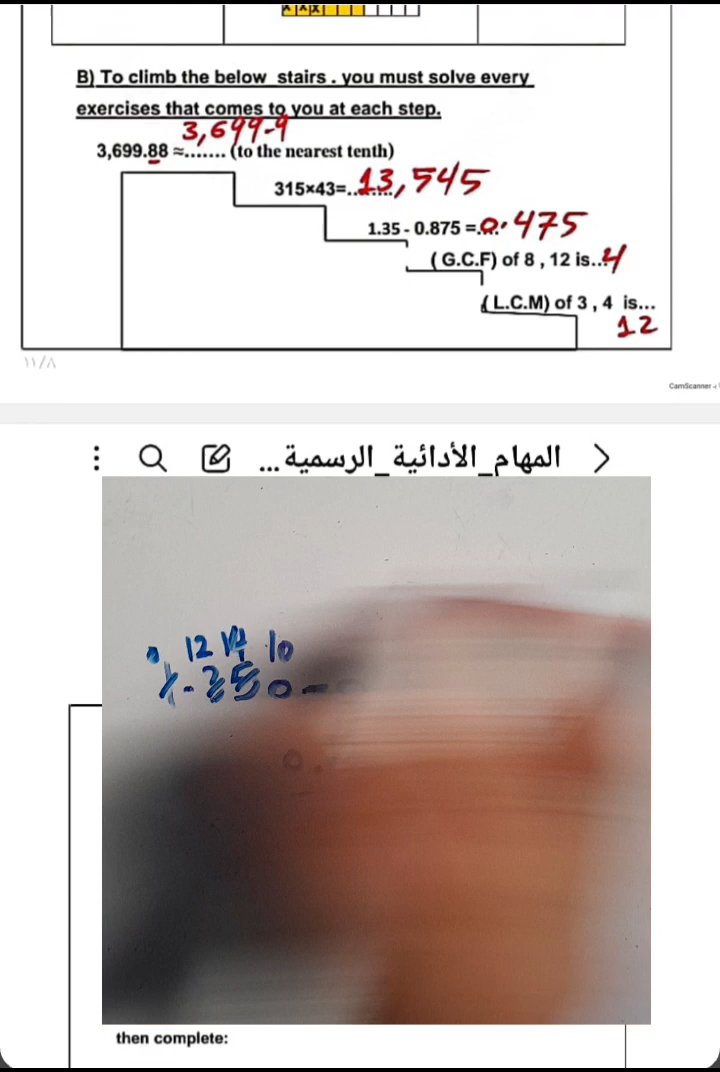 B) To climb the below stairs . you must solve every
exercises that comes to you at each step.
3,699-9
3,699.88 ≈....... (to the nearest tenth)
315×43=..13,545
1.35 - 0.875 =0.475
( G.C.F) of 8 , 12 is..4
(L.C.M) of 3 , 4 is...
12
١١/٨
CamScanner
المهام_الأدائية_الرسمية ...
12 14 10
then complete: